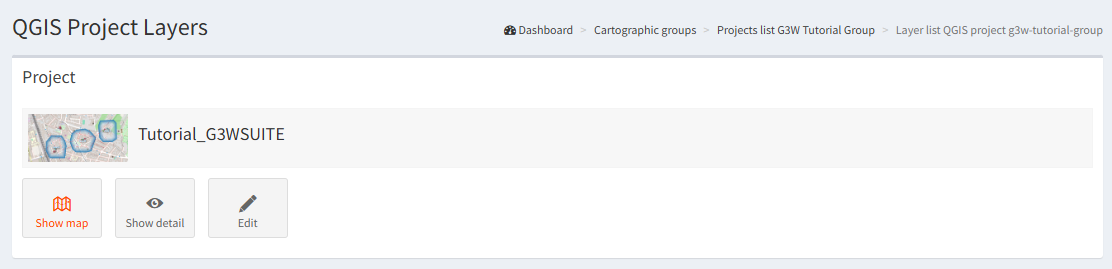 QGIS Project Layers
Dashboard > Cartographic groups > Projects list G3W Tutorial Group > Layer list QGIS project g3w-tutorial-group
Project
Tutorial_G3WSUITE
Show map
Show detail
Edit